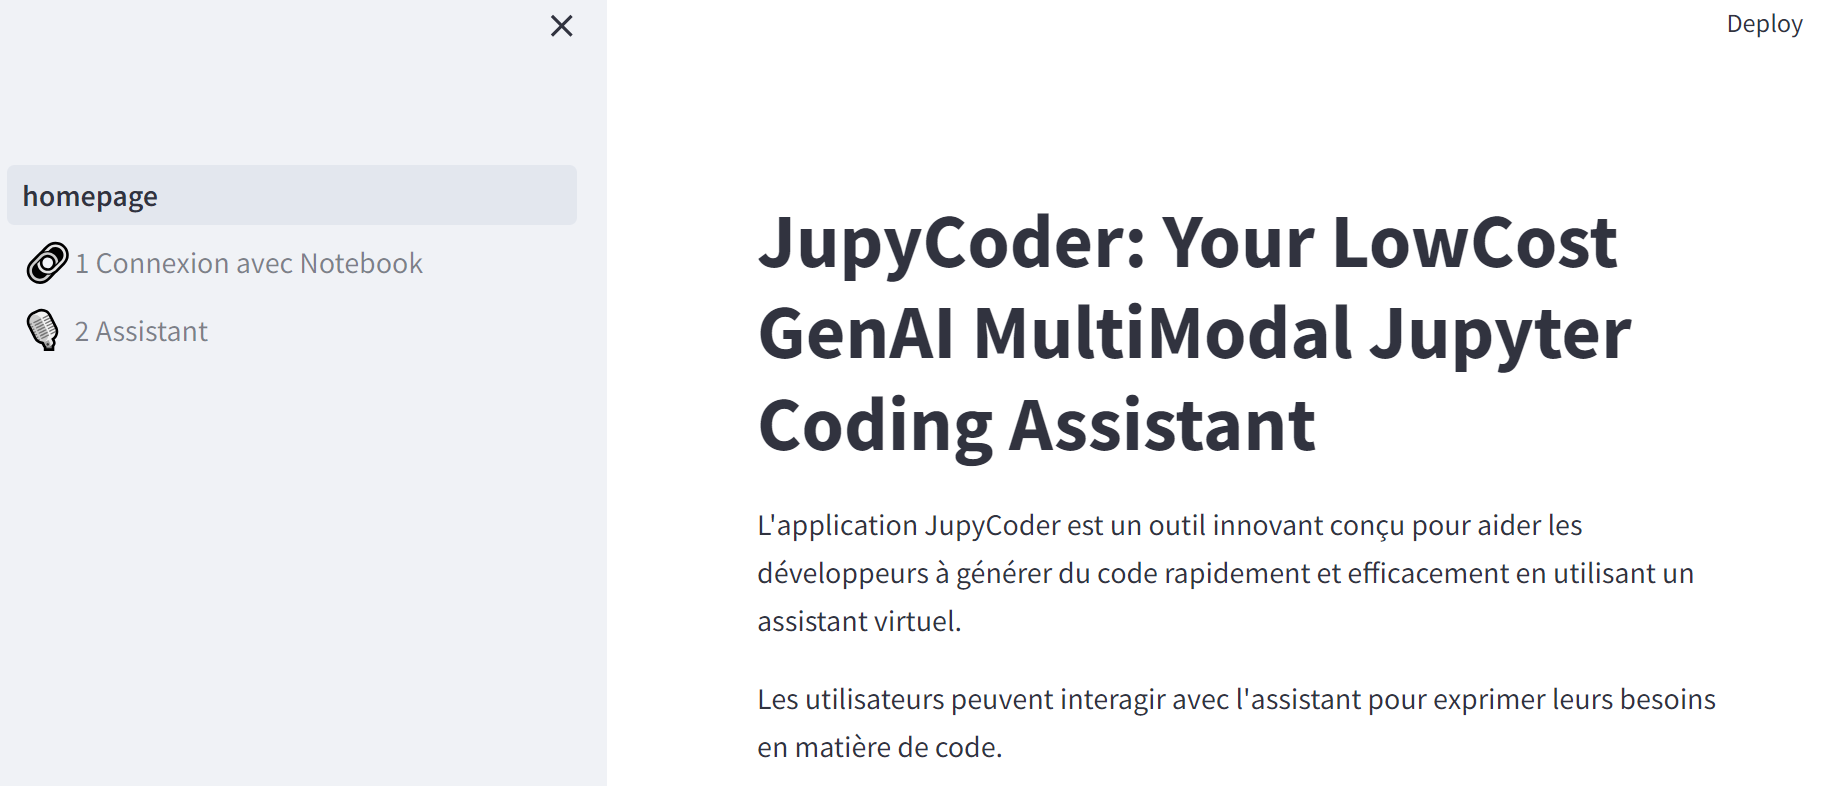 Deploy
homepage
1 Connexion avec Notebook
2 Assistant
JupyCoder: Your LowCost
GenAI MultiModal Jupyter
Coding Assistant
L'application JupyCoder est un outil innovant conçu pour aider les
développeurs à générer du code rapidement et efficacement en utilisant un
assistant virtuel.
Les utilisateurs peuvent interagir avec l'assistant pour exprimer leurs besoins
en matière de code.